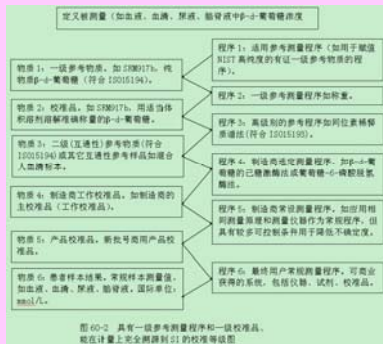 定义被测量（如血液、血清、尿液、脑脊液中β-d-葡萄糖浓度
物质1：一级参考物质，如SRM917b，纯
物质β-d-葡萄糖（符合ISO15194）。
物质2：校准品，如SRM917b，用适当体
积溶剂溶解准确称量的β-d-葡萄糖。
物质3：二级(互通性)参考物质(符合
ISO15194)或其它互通性参考样品如混合
人血清标本。
物质4：制造商工作校准品，如制造商的
主校准品（工作校准品）。
物质5：产品校准品，新批号商用产品校
准品。
物质6：患者样本结果，常规样本测量值，
如血液、血清、尿液、脑脊液，国际单位：
mmol/L。
程序1：适用参考测量程序（如用于赋值
NIST高纯度的有证一级参考物质的程
序）。
程序2：一级参考测量程序如称重。
程序3：高级别的参考程序如同位素稀释
质谱法(符合ISO15193)。
程序4：制造商选定测量程序，如β-d-葡
萄糖的己糖激酶法或葡萄糖-6-磷酸脱氢
酶法。
程序5：制造商常设测量程序，如应用相
同测量原理和测量仪器作为常规程序，但
具有较多可控制条件用于降低不确定度。
程序6：最终用户常规测量程序，可商业
获得的系统，包括仪器、试剂、校准品。
图60-2 具有一级参考测量程序和一级校准品、
能在计量上完全溯源到SI的校准等级图